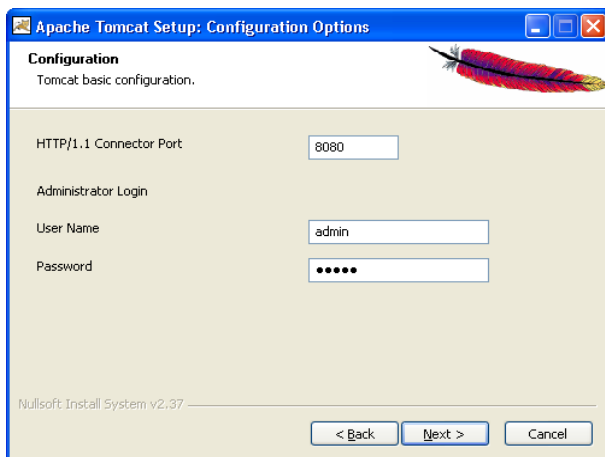 Apache Tomcat Setup: Configuration Options
Configuration
Tomcat basic configuration.
HTTP/1.1 Connector Port 8080
Administrator Login
User Name admin
Password •••••
Nullsoft Install System v2.37
< Back Next > Cancel